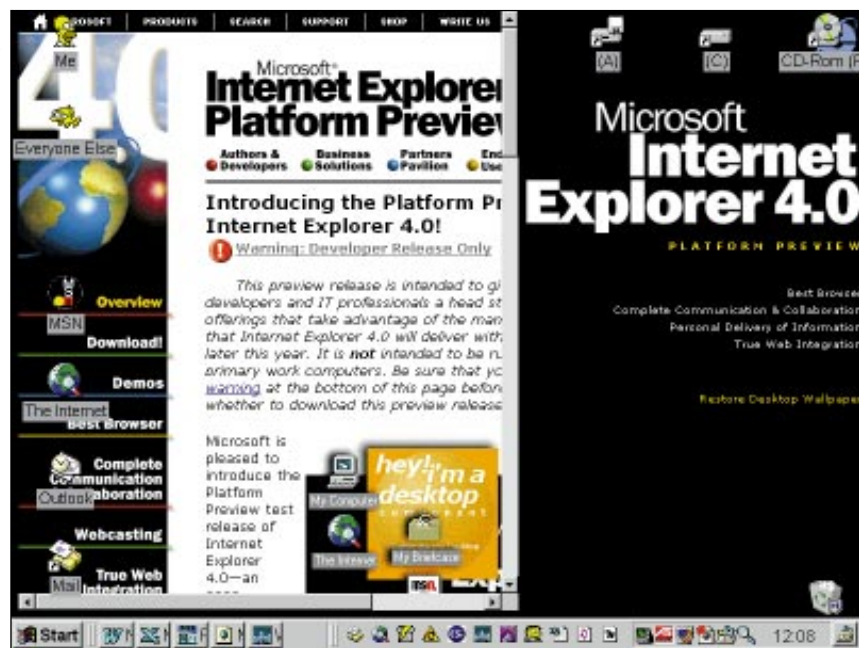 PRODUCTS
SEARCH
SUPPORT
SHOP
WRITE US
Me
Everyone Else
4.0
Microsoft
Internet Explorer
Platform
Authors &
Developers
Business
Solutions
Partners
Pavilion
Introducing the Platform
Internet Explorer 4.0!
Warning: Developer Release Only
This preview release is intended to
developers and IT professionals a head
offerings that take advantage of the
that Internet Explorer 4.0 will deliver with
later this year. It is not intended to be
primary work computers. Be sure that
warning at the bottom of this page
whether to download this preview release
Microsoft is
pleased to
introduce the
Platform
Preview test
release of
Internet
Explorer
4.0—an
Overview
MSN
Download!
Demos
The Internet
Best Browser
Complete
Communication
Outlook
Webcasting
True Web
Mail
Integration
hey! i'm a
desktop
component
My Computer
The Internet
My Briefcase
msn
(A)
(C)
CD-Rom
Microsoft
Internet
Explorer 4.0
PLATFORM PREVIEW
Best Browser
Complete Communication & Collaboration
Personal Delivery of Information
True Web Integration
Restore Desktop Wallpaper
Start
12:08